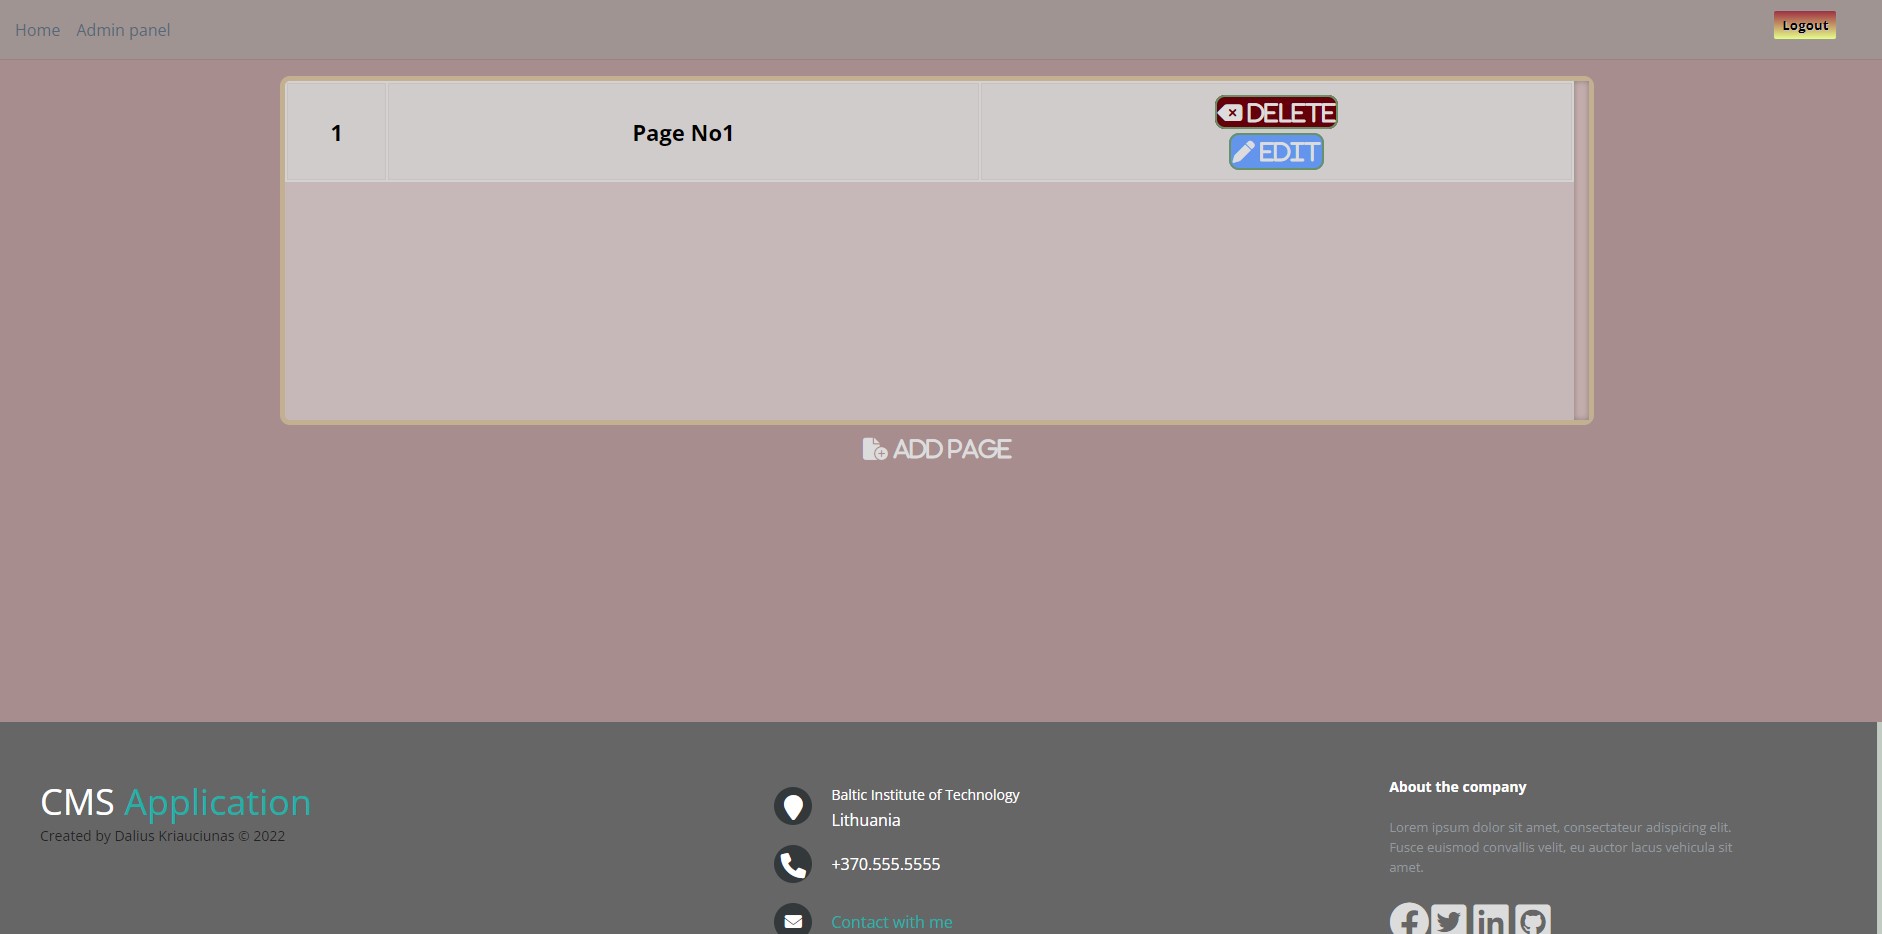 Home Admin panel
Logout
1
Page No1
DELETE
EDIT
ADD PAGE
CMS Application
Created by Dalius Kriauciunas © 2022
Baltic Institute of Technology
Lithuania
+370.555.5555
Contact with me
About the company
Lorem ipsum dolor sit amet, consectateur adispicing elit.
Fusce euismod convallis velit, eu auctor lacus vehicula sit
amet.